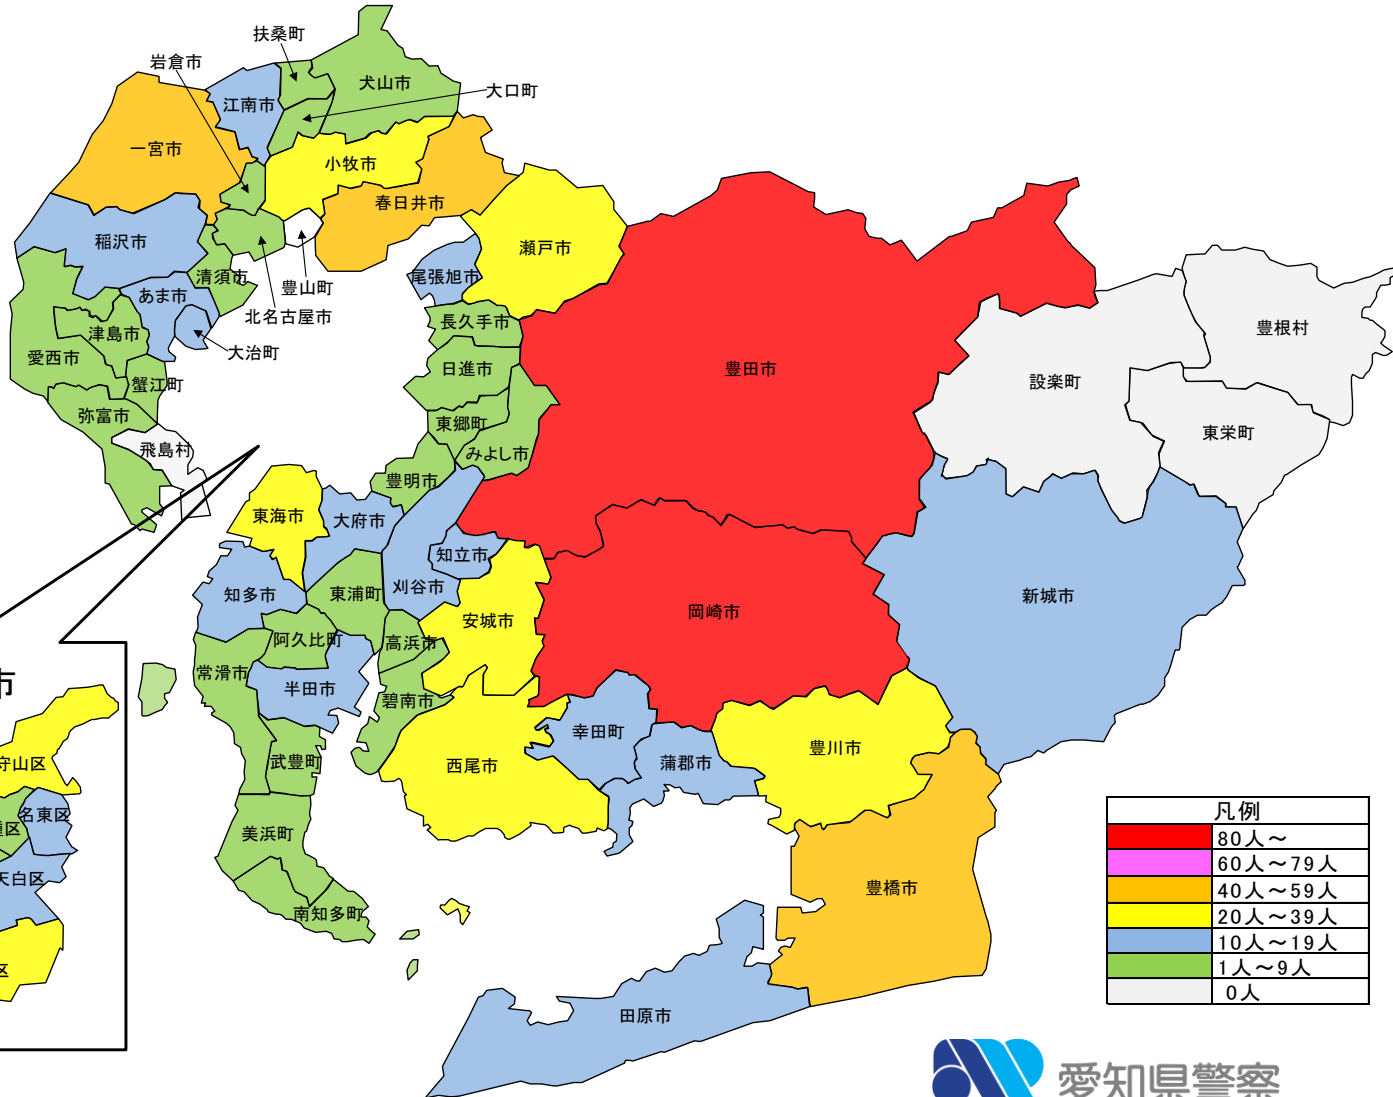 扶桑町
岩倉市
犬山市
大口町
江南市
一宮市
小牧市
春日井市
稲沢市
瀬戸市
清須市
尾張旭市
豊山町
あま市
北名古屋市
長久手市
豊根村
津島市
大治町
愛西市
日進市
豊田市
設楽町
蟹江町
弥富市
東郷町
東栄町
飛島村
みよし市
豊明市
東海市
大府市
知立市
知多市
東浦町
刈谷市
新城市
岡崎市
安城市
阿久比町
高浜市
常滑市
半田市
碧南市
市
幸田町
豊川市
武豊町
西尾市
蒲郡市
守山区
名東区
種区
美浜町
天白区
豊橋市
南知多町
区
田原市
凡例
80人～
60人～79人
40人～59人
20人～39人
10人～19人
1人～9人
0人
愛知県警察